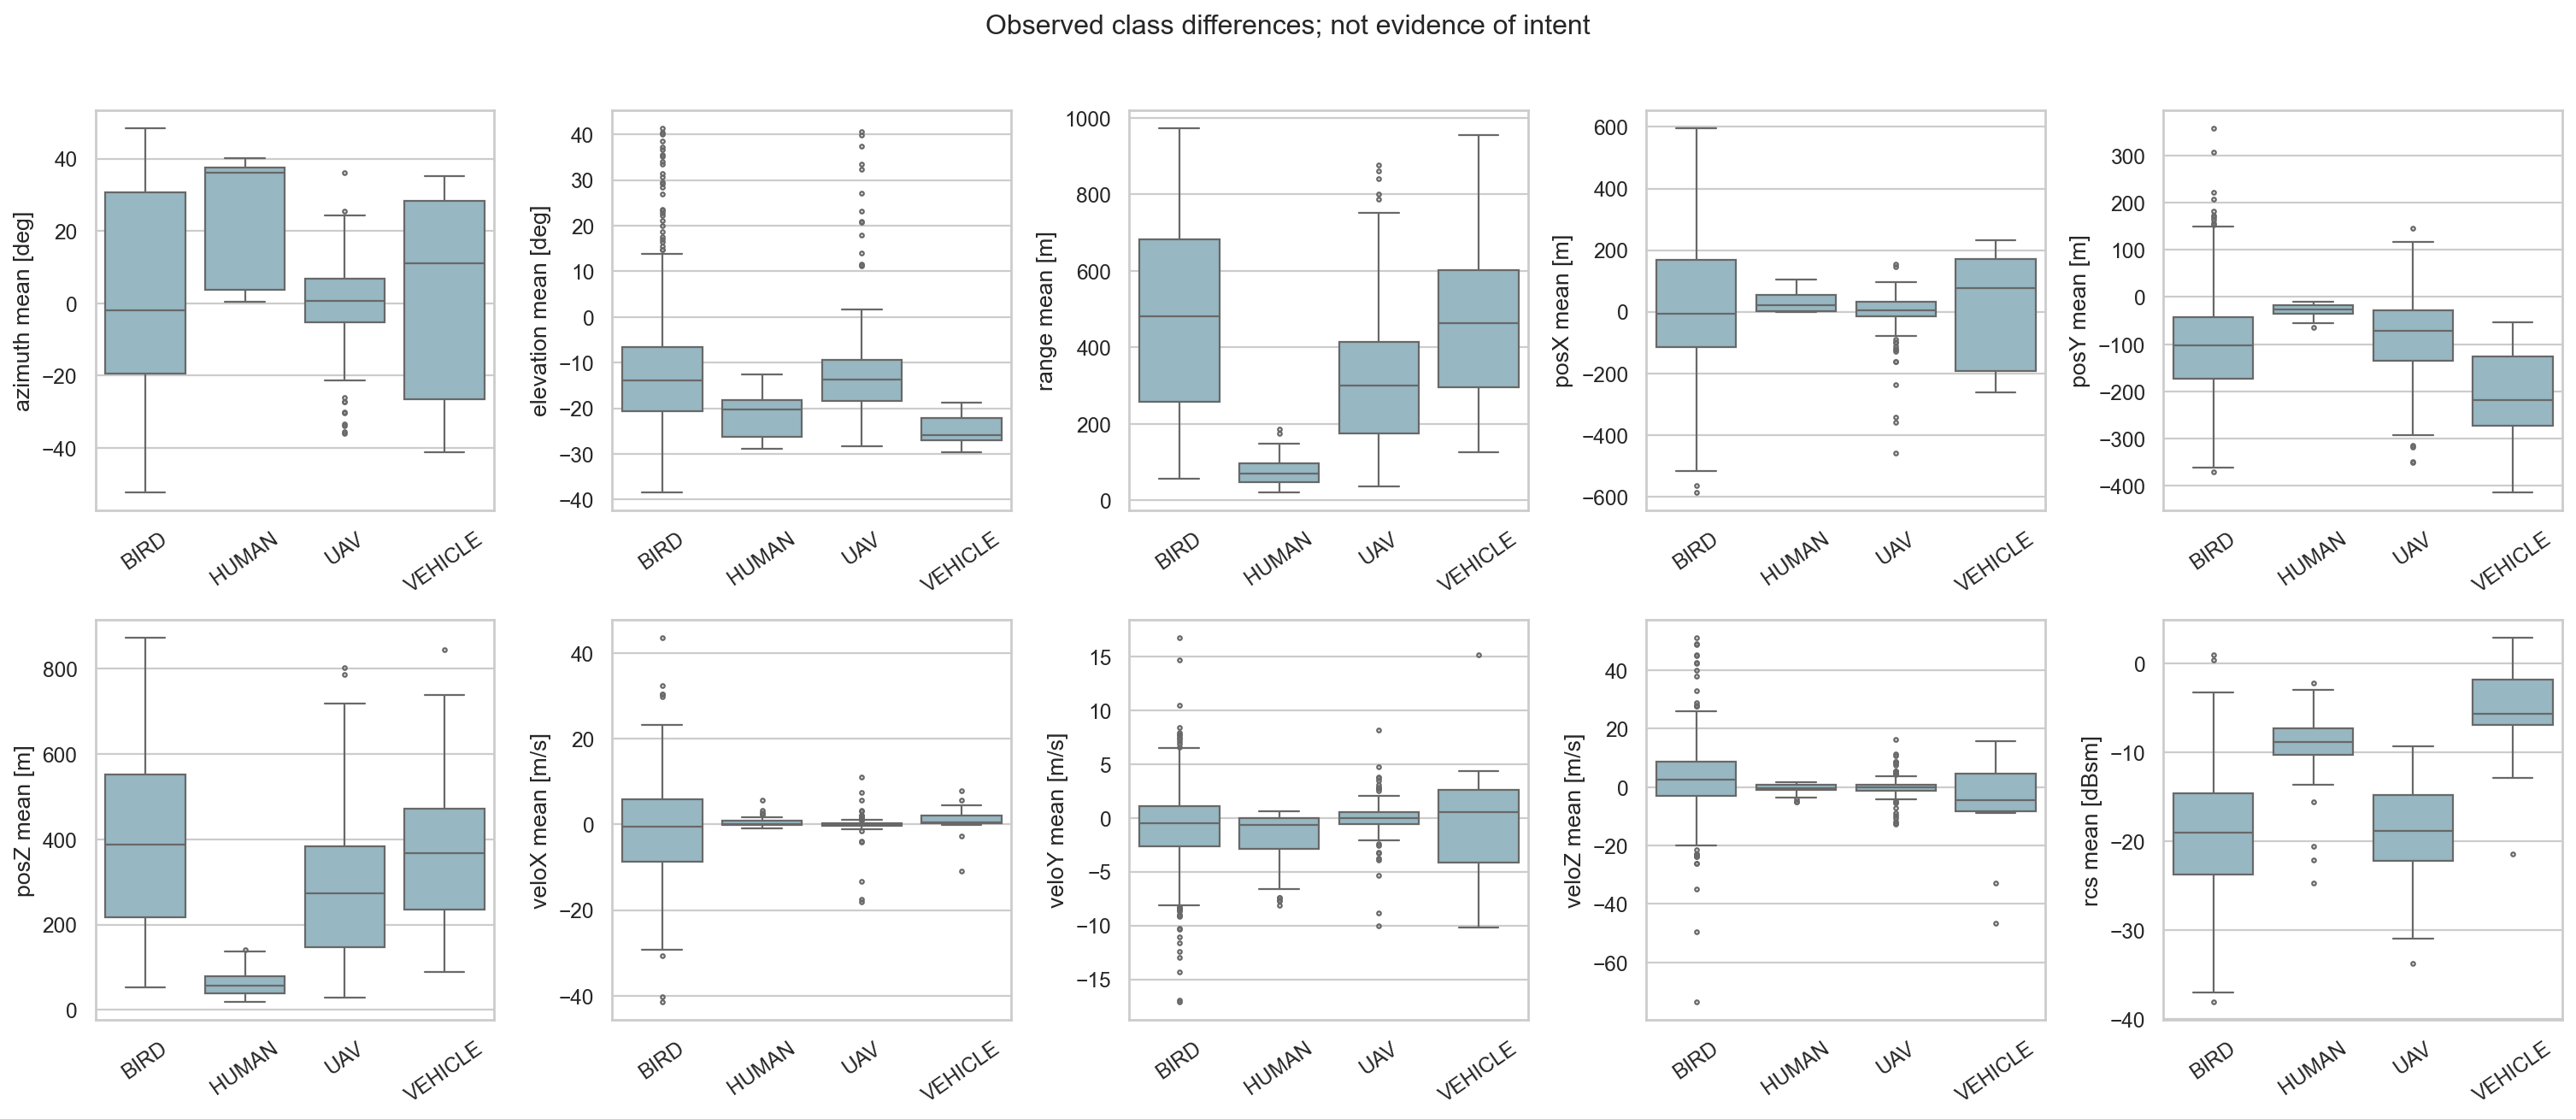 Observed class differences; not evidence of intent
azimuth mean [deg]
40
20
0
−20
−40
BIRD
HUMAN
UAV
VEHICLE
elevation mean [deg]
40
30
20
10
0
−10
−20
−30
−40
BIRD
HUMAN
UAV
VEHICLE
range mean [m]
1000
800
600
400
200
0
BIRD
HUMAN
UAV
VEHICLE
posX mean [m]
600
400
200
0
−200
−400
−600
BIRD
HUMAN
UAV
VEHICLE
posY mean [m]
300
200
100
0
−100
−200
−300
−400
BIRD
HUMAN
UAV
VEHICLE
posZ mean [m]
800
600
400
200
0
BIRD
HUMAN
UAV
VEHICLE
veloX mean [m/s]
40
20
0
−20
−40
BIRD
HUMAN
UAV
VEHICLE
veloY mean [m/s]
15
10
5
0
−5
−10
−15
BIRD
HUMAN
UAV
VEHICLE
veloZ mean [m/s]
40
20
0
−20
−40
−60
BIRD
HUMAN
UAV
VEHICLE
rcs mean [dBsm]
0
−10
−20
−30
−40
BIRD
HUMAN
UAV
VEHICLE